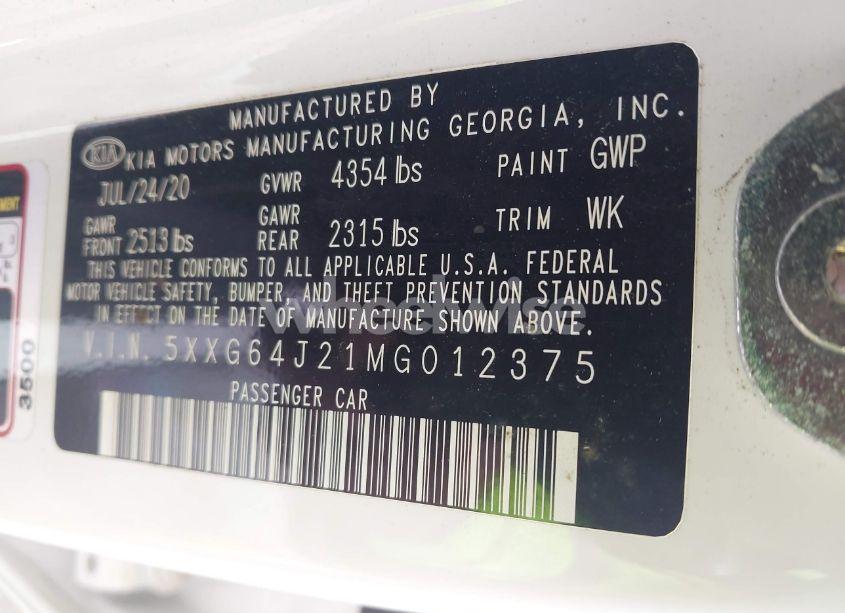 MANUFACTURED BY
KIA KIA MOTORS MANUFACTURING GEORGIA, INC.
JUL/24/20 GVWR 4354 lbs PAINT GWP
GAWR FRONT 2513 lbs GAWR REAR 2315 lbs TRIM WK
THIS VEHICLE CONFORMS TO ALL APPLICABLE U.S.A. FEDERAL
MOTOR VEHICLE SAFETY, BUMPER, AND THEFT PREVENTION STANDARDS
IN EFFECT ON THE DATE OF MANUFACTURE SHOWN ABOVE.
V.I.N. 5XXG64J21MG012375
PASSENGER CAR
3500